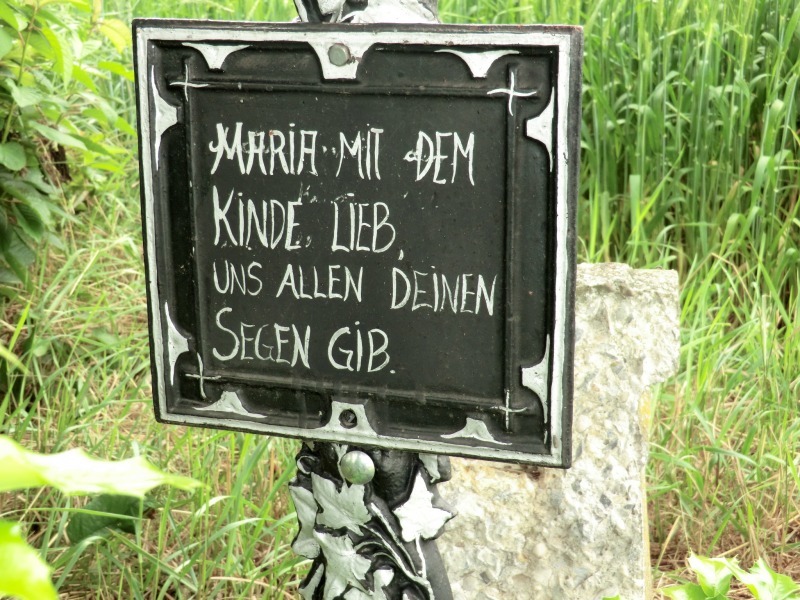 MARIA MIT DEM
KINDE LIEB,
UNS ALLEN DEINEN
SEGEN GIB.